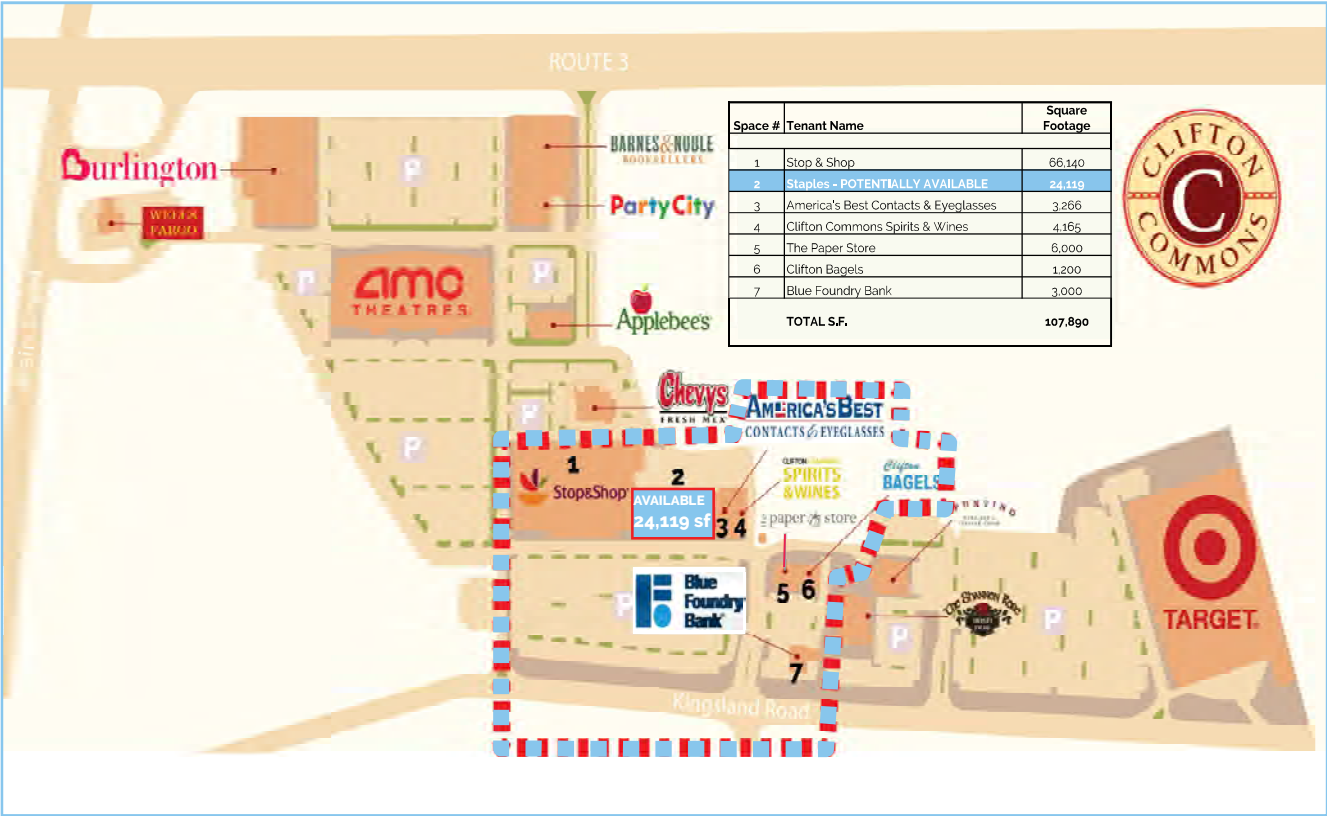 ROUTE 3
Burlington
WELLS
FARGO
BARNES&NOBLE
BOOKSELLERS
Party City
P
Space # Tenant Name Square Footage
1 Stop & Shop 66,140
2 Staples - POTENTIALLY AVAILABLE 24,119
3 America's Best Contacts & Eyeglasses 3,266
4 Clifton Commons Spirits & Wines 4,165
5 The Paper Store 6,000
6 Clifton Bagels 1,200
7 Blue Foundry Bank 3,000
TOTAL S.F. 107,890
CLIFTON
C
COMMONS
P
AMC
THEATRES
P
Applebee's
Chevys
FRESH MEX
P
P
AMERICA'S BEST
CONTACTS & EYEGLASSES
1
Stop&Shop
2
AVAILABLE
24,119 sf
3 4
SPIRITS
& WINES
Clifton
BAGELS
paper store
5 6
P
Blue
Foundry
Bank
7
The Shannon Rose
P
P
TARGET
Kingsland Road